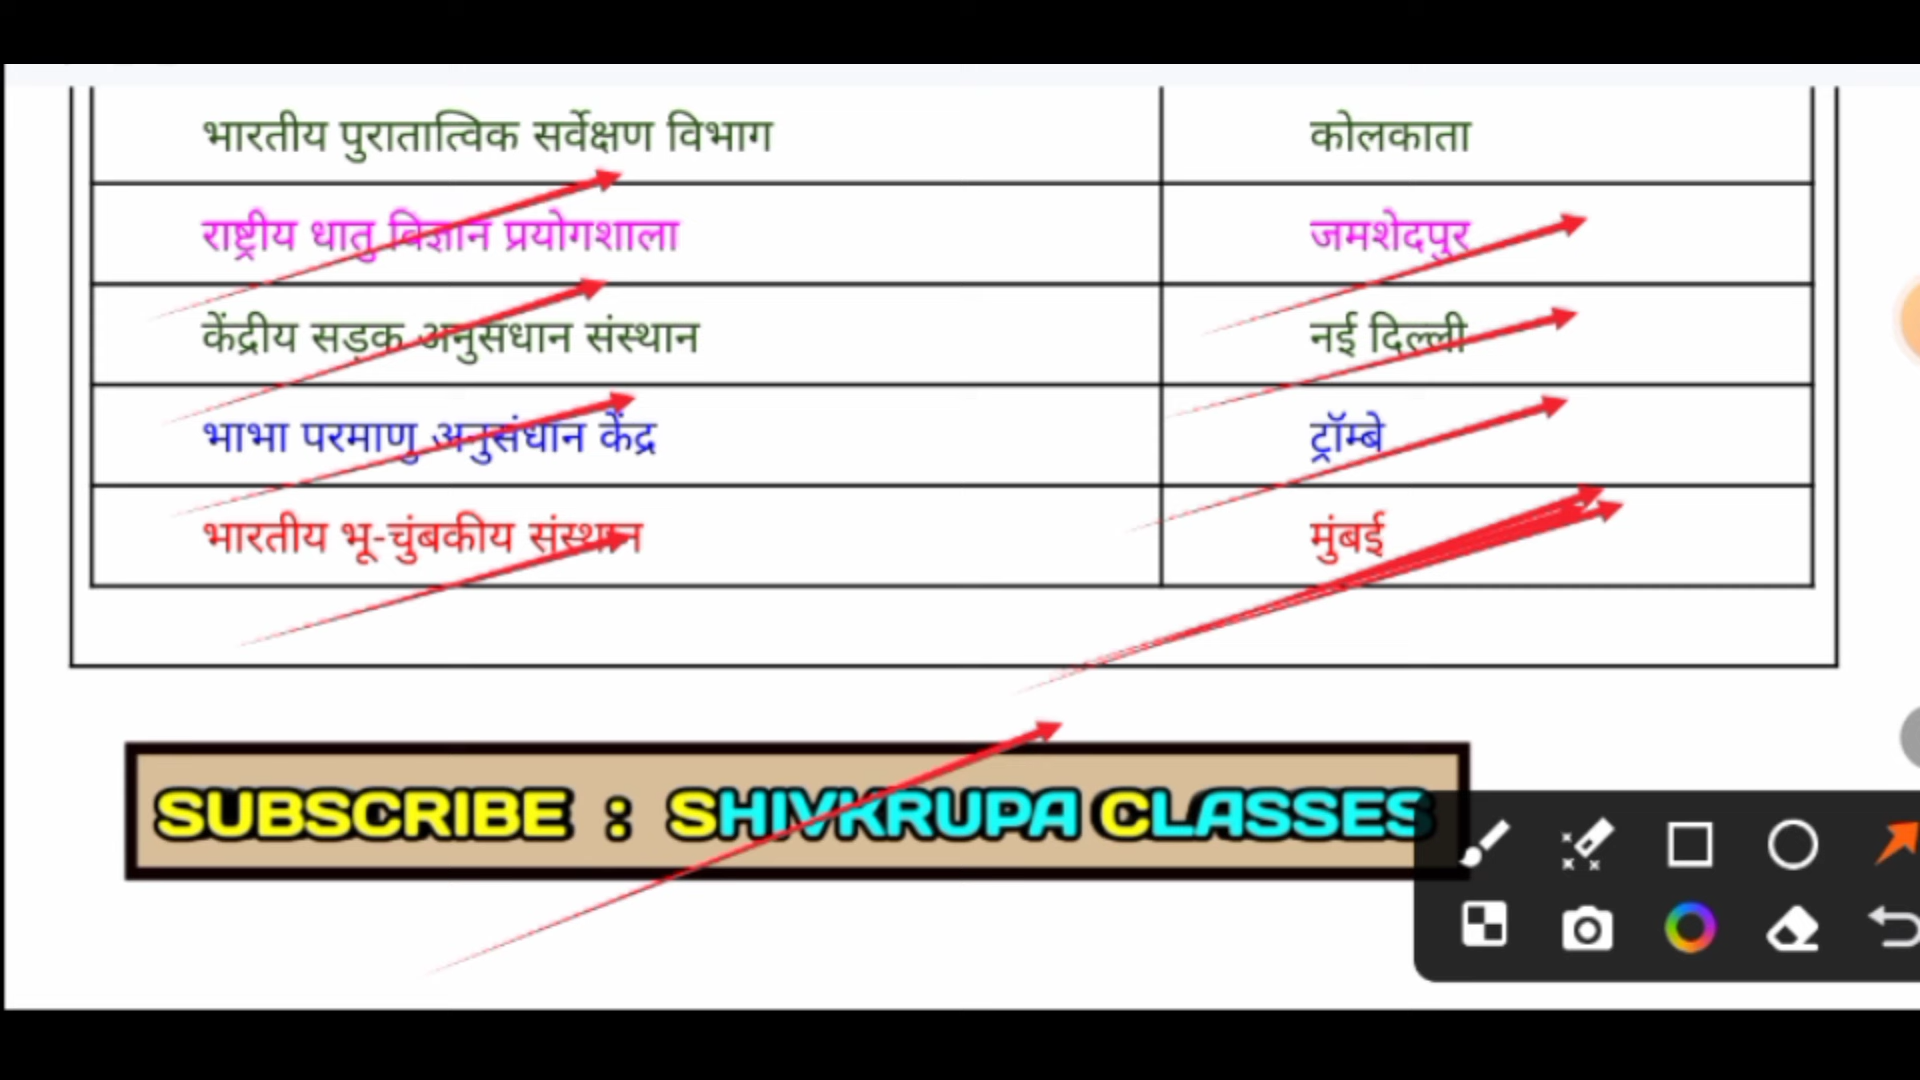 भारतीय पुरातात्विक सर्वेक्षण विभाग कोलकाता
राष्ट्रीय धातु विज्ञान प्रयोगशाला जमशेदपुर
केंद्रीय सड़क अनुसंधान संस्थान नई दिल्ली
भाभा परमाणु अनुसंधान केंद्र ट्रॉम्बे
भारतीय भू-चुंबकीय संस्थान मुंबई
SUBSCRIBE : SHIVKRUPA CLASSES